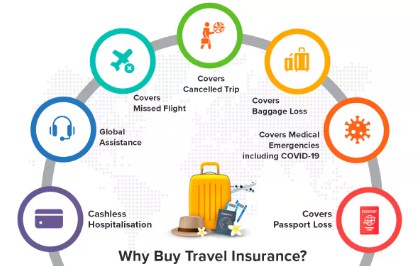 Covers
Cancelled Trip
Covers
Missed Flight
Covers
Baggage Loss
Global
Assistance
Covers Medical
Emergencies
including COVID-19
Cashless
Hospitalisation
Covers
Passport Loss
Why Buy Travel Insurance?